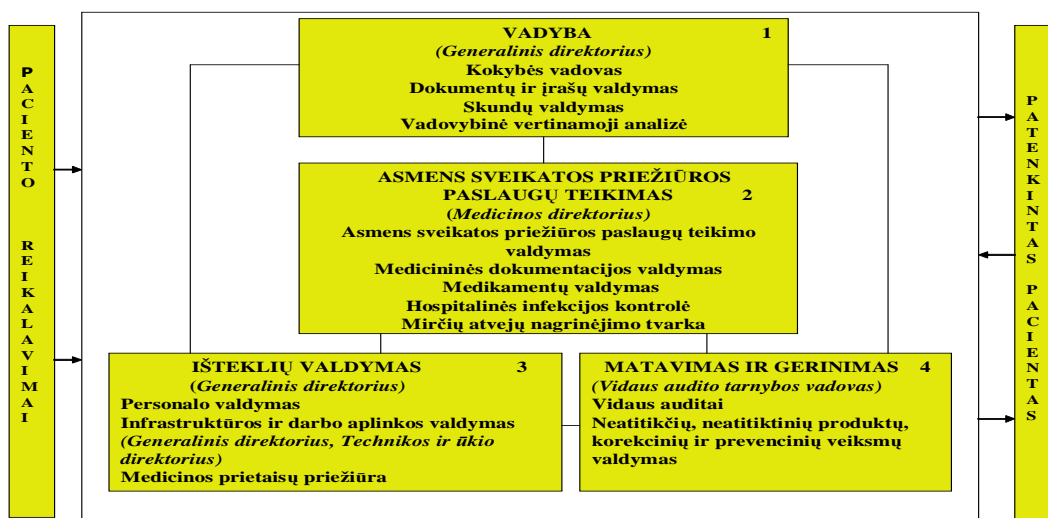 PACIENTO REIKALAVIMAI
VADYBA 1
(Generalinis direktorius)
Kokybės vadovas
Dokumentų ir įrašų valdymas
Skundų valdymas
Vadovybinė vertinamoji analizė
ASMENS SVEIKATOS PRIEŽIŪROS
PASLAUGŲ TEIKIMAS 2
(Medicinos direktorius)
Asmens sveikatos priežiūros paslaugų teikimo
valdymas
Medicininės dokumentacijos valdymas
Medikamentų valdymas
Hospitalinės infekcijos kontrolė
Mirčių atvejų nagrinėjimo tvarka
IŠTEKLIŲ VALDYMAS 3
(Generalinis direktorius)
Personalo valdymas
Infrastruktūros ir darbo aplinkos valdymas
(Generalinis direktorius, Technikos ir ūkio
direktorius)
Medicinos prietaisų priežiūra
MATAVIMAS IR GERINIMAS 4
(Vidaus audito tarnybos vadovas)
Vidaus auditai
Neatitikčių, neatitiktinių produktų,
korekcinių ir prevencinių veiksmų
valdymas
PATENKINTAS PACIENTAS